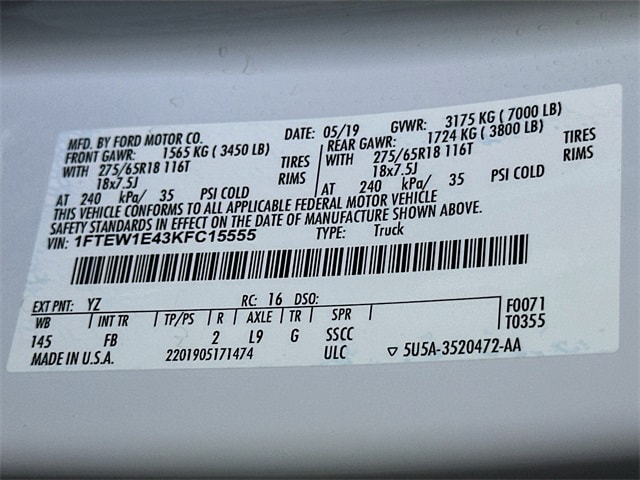 MFD. BY FORD MOTOR CO. DATE: 05/19 GVWR: 3175 KG ( 7000 LB)
FRONT GAWR: 1565 KG ( 3450 LB) REAR GAWR: 1724 KG ( 3800 LB)
WITH 275/65R18 116T TIRES WITH 275/65R18 116T TIRES
18x7.5J RIMS 18x7.5J RIMS
AT 240 kPa/ 35 PSI COLD AT 240 kPa/ 35 PSI COLD
THIS VEHICLE CONFORMS TO ALL APPLICABLE FEDERAL MOTOR VEHICLE
SAFETY STANDARDS IN EFFECT ON THE DATE OF MANUFACTURE SHOWN ABOVE.
VIN: 1FTEW1E43KFC15555 TYPE: Truck
EXT PNT: YZ RC: 16 DSO: F0071
WB INT TR TP/PS R AXLE TR SPR T0355
145 FB 2 L9 G SSCC
MADE IN U.S.A. 2201905171474 ULC ▽ 5U5A-3520472-AA